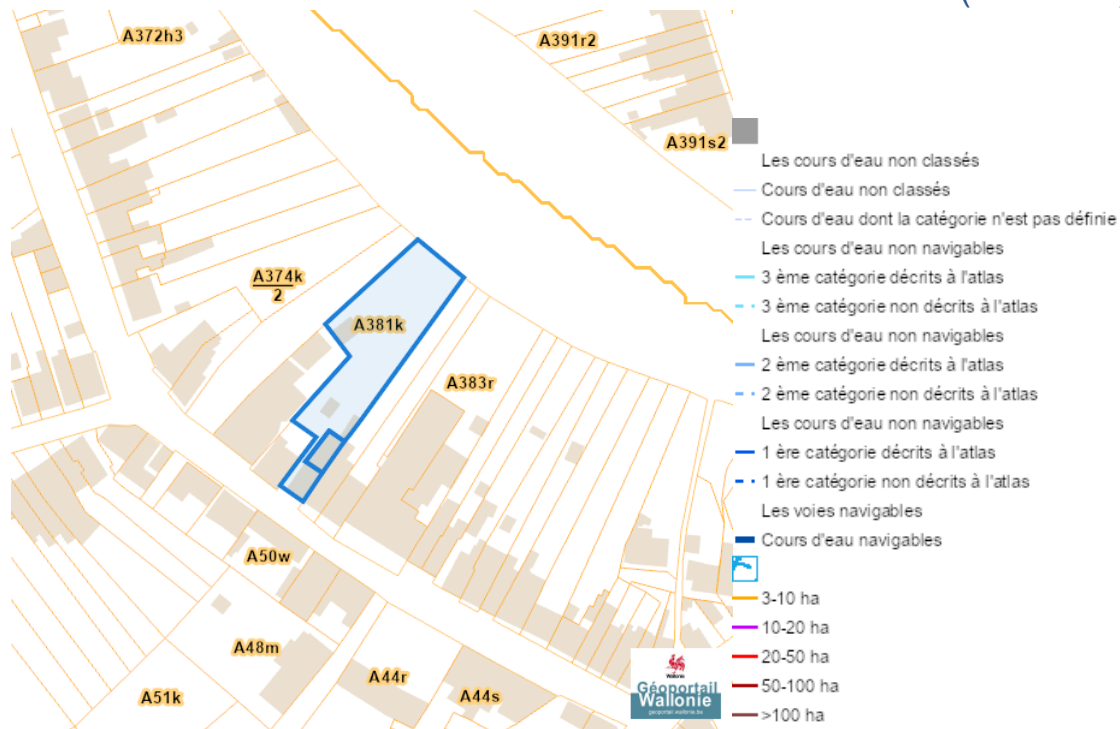 (
A372h3
A391r2
A391s2
A374k
2
A381k
A383r
A50w
A48m
A44r
A51k
A44s
Wallonie
Géoportail
Wallonie
geoportail.wallonie.be
Les cours d'eau non classés
Cours d'eau non classés
Cours d'eau dont la catégorie n'est pas définie
Les cours d'eau non navigables
3 ème catégorie décrits à l'atlas
3 ème catégorie non décrits à l'atlas
Les cours d'eau non navigables
2 ème catégorie décrits à l'atlas
2 ème catégorie non décrits à l'atlas
Les cours d'eau non navigables
1 ère catégorie décrits à l'atlas
1 ère catégorie non décrits à l'atlas
Les voies navigables
Cours d'eau navigables
3-10 ha
10-20 ha
20-50 ha
50-100 ha
>100 ha